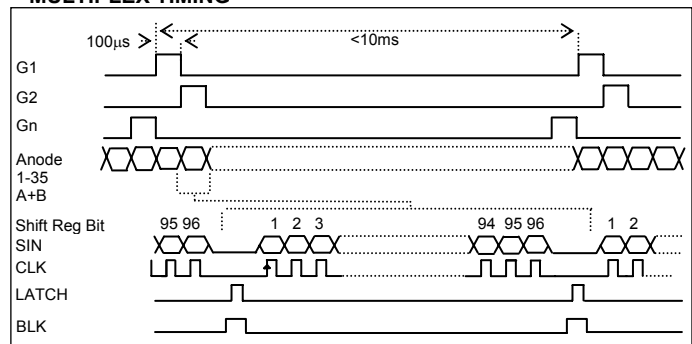 MULTIPLEX TIMING
100µs
<10ms
G1
G2
Gn
Anode
1-35
A+B
Shift Reg Bit 95 96 1 2 3 94 95 96 1 2
SIN
CLK
LATCH
BLK